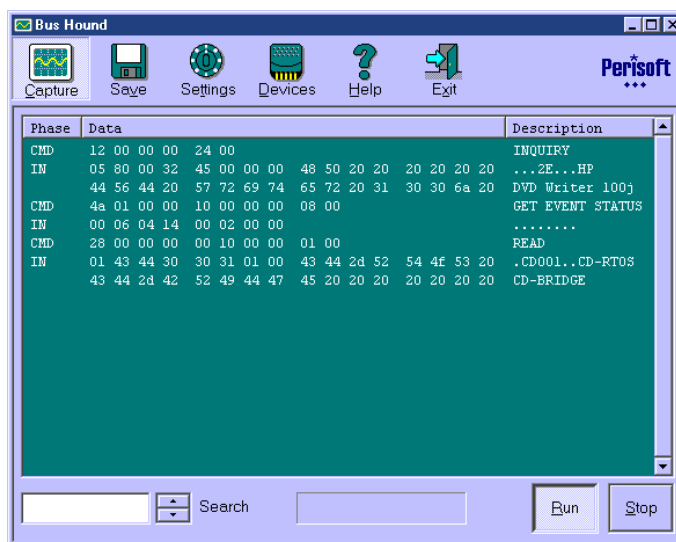 Bus Hound
Capture Save Settings Devices Help Exit Perisoft
Phase Data Description
CMD 12 00 00 00 24 00 INQUIRY
IN 05 80 00 32 45 00 00 00 48 50 20 20 20 20 20 20 ...2E...HP
44 56 44 20 57 72 69 74 65 72 20 31 30 30 6a 20 DVD Writer 100j
CMD 4a 01 00 00 10 00 00 00 08 00 GET EVENT STATUS
IN 00 06 04 14 00 02 00 00 ........
CMD 28 00 00 00 00 10 00 00 01 00 READ
IN 01 43 44 30 30 31 01 00 43 44 2d 52 54 4f 53 20 .CD001..CD-RTOS
43 44 2d 42 52 49 44 47 45 20 20 20 20 20 20 20 CD-BRIDGE
Search Run Stop